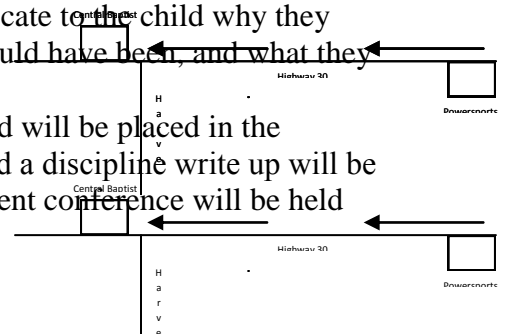 Central Baptist
cate to the child why they
uld have been, and what they
Highway 30
H
a
v
e
Powersports
d will be placed in the
d a discipline write up will be
Central Baptist
ent conference will be held
Highway 30
H
a
r
v
e
Powersports